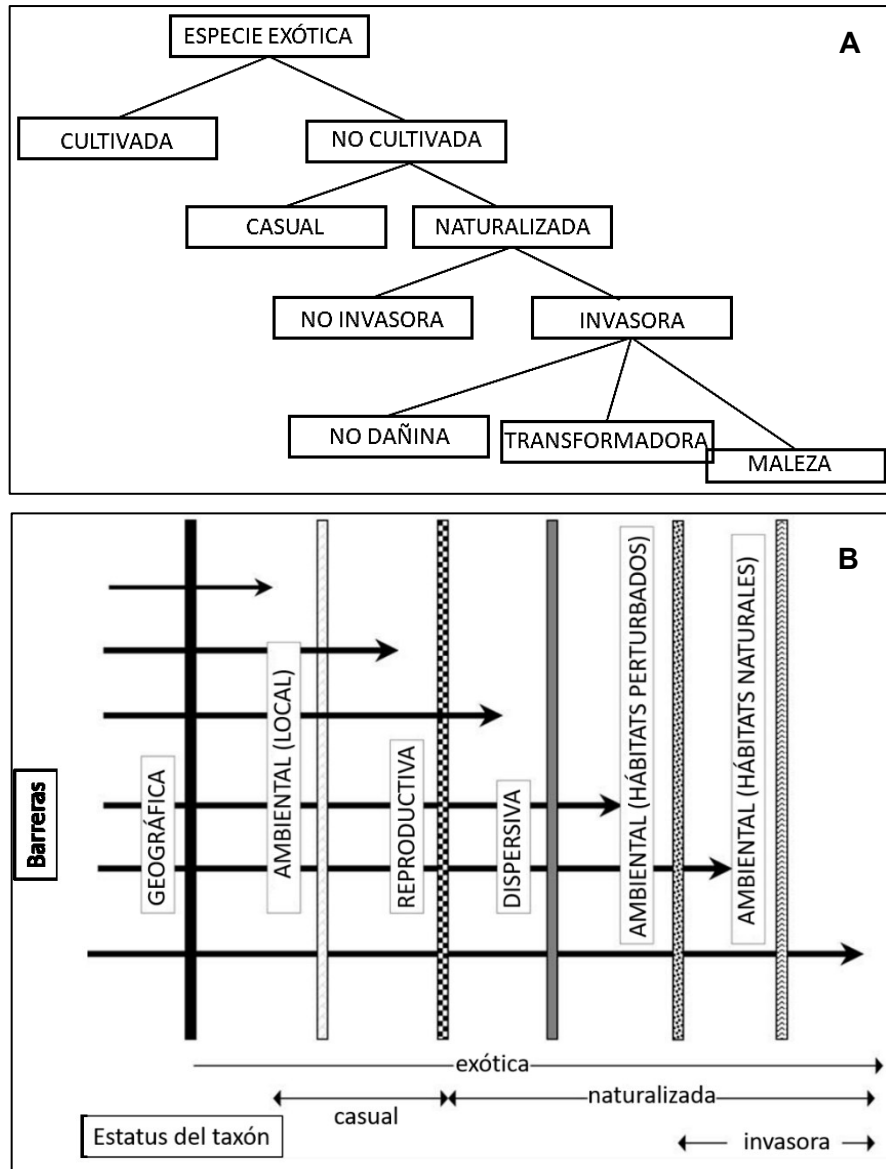 ESPECIE EXÓTICA
A
CULTIVADA
NO CULTIVADA
CASUAL
NATURALIZADA
NO INVASORA
INVASORA
NO DAÑINA
TRANSFORMADORA
MALEZA
B
Barreras
GEOGRÁFICA
AMBIENTAL (LOCAL)
REPRODUCTIVA
DISPERSIVA
AMBIENTAL (HÁBITATS PERTURBADOS)
AMBIENTAL (HÁBITATS NATURALES)
exótica
casual
naturalizada
Estatus del taxón
invasora